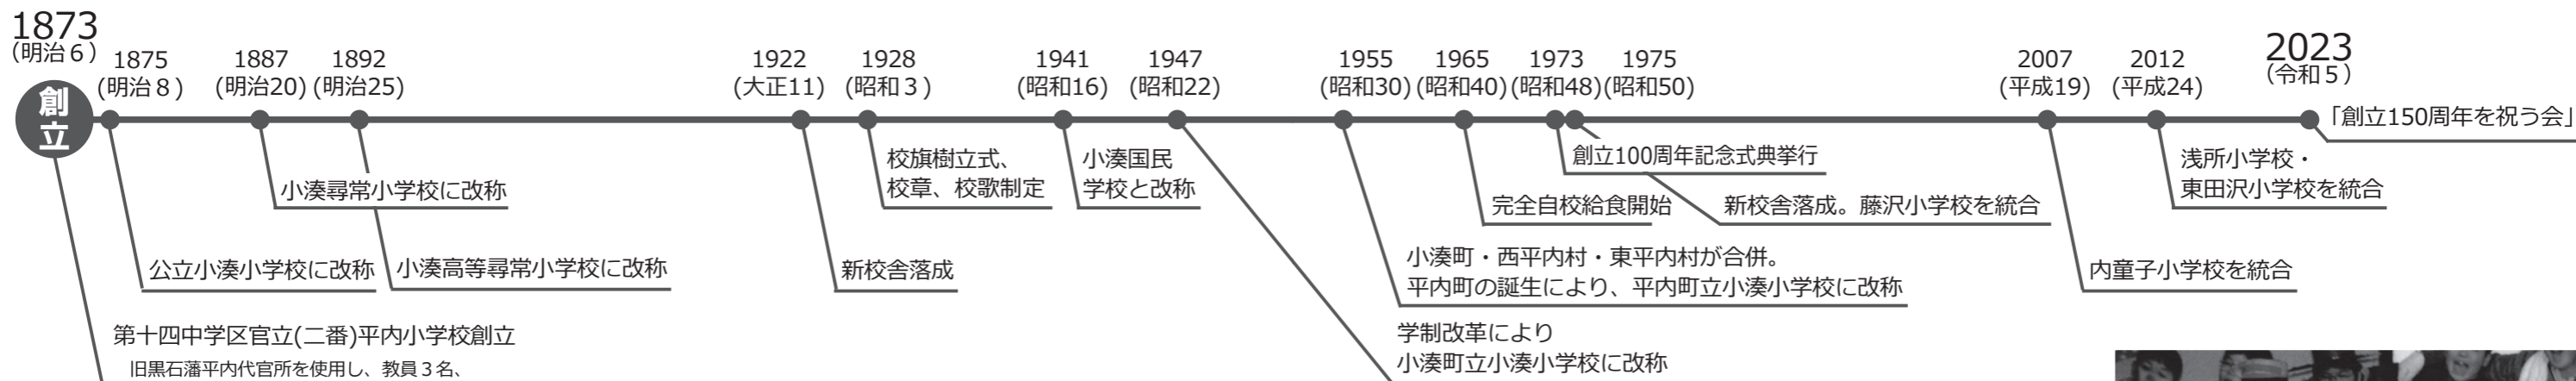 1873
(明治６)
創立
第十四中学区官立(二番)平内小学校創立
旧黒石藩平内代官所を使用し、教員３名、
1875
(明治８)
公立小湊小学校に改称
1887
(明治20)
小湊尋常小学校に改称
1892
(明治25)
小湊高等尋常小学校に改称
1922
(大正11)
新校舎落成
1928
(昭和３)
校旗樹立式、
校章、校歌制定
1941
(昭和16)
小湊国民
学校と改称
1947
(昭和22)
学制改革により
小湊町立小湊小学校に改称
1955
(昭和30)
小湊町・西平内村・東平内村が合併。
平内町の誕生により、平内町立小湊小学校に改称
1965
(昭和40)
完全自校給食開始
1973
(昭和48)
創立100周年記念式典挙行
1975
(昭和50)
新校舎落成。藤沢小学校を統合
2007
(平成19)
内童子小学校を統合
2012
(平成24)
浅所小学校・
東田沢小学校を統合
2023
(令和５)
「創立150周年を祝う会」